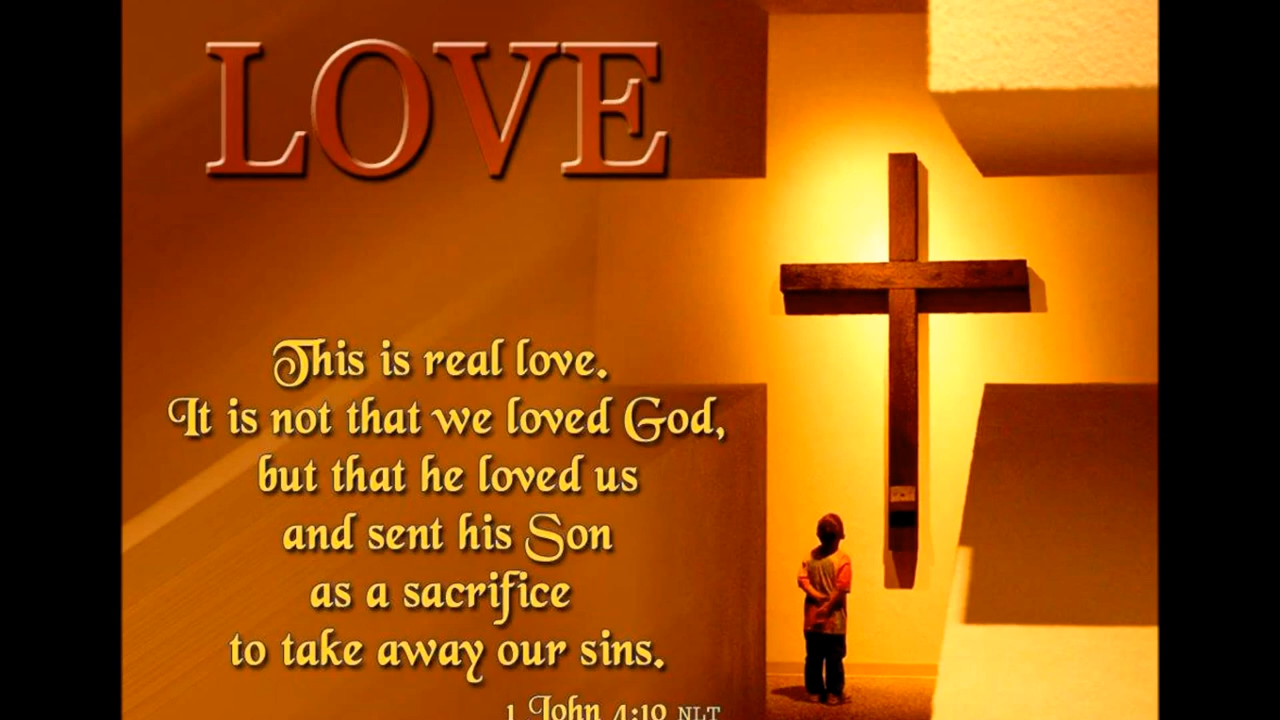 LOVE
This is real love.
It is not that we loved God,
but that he loved us
and sent his Son
as a sacrifice
to take away our sins.
1 John 4:10 NLT